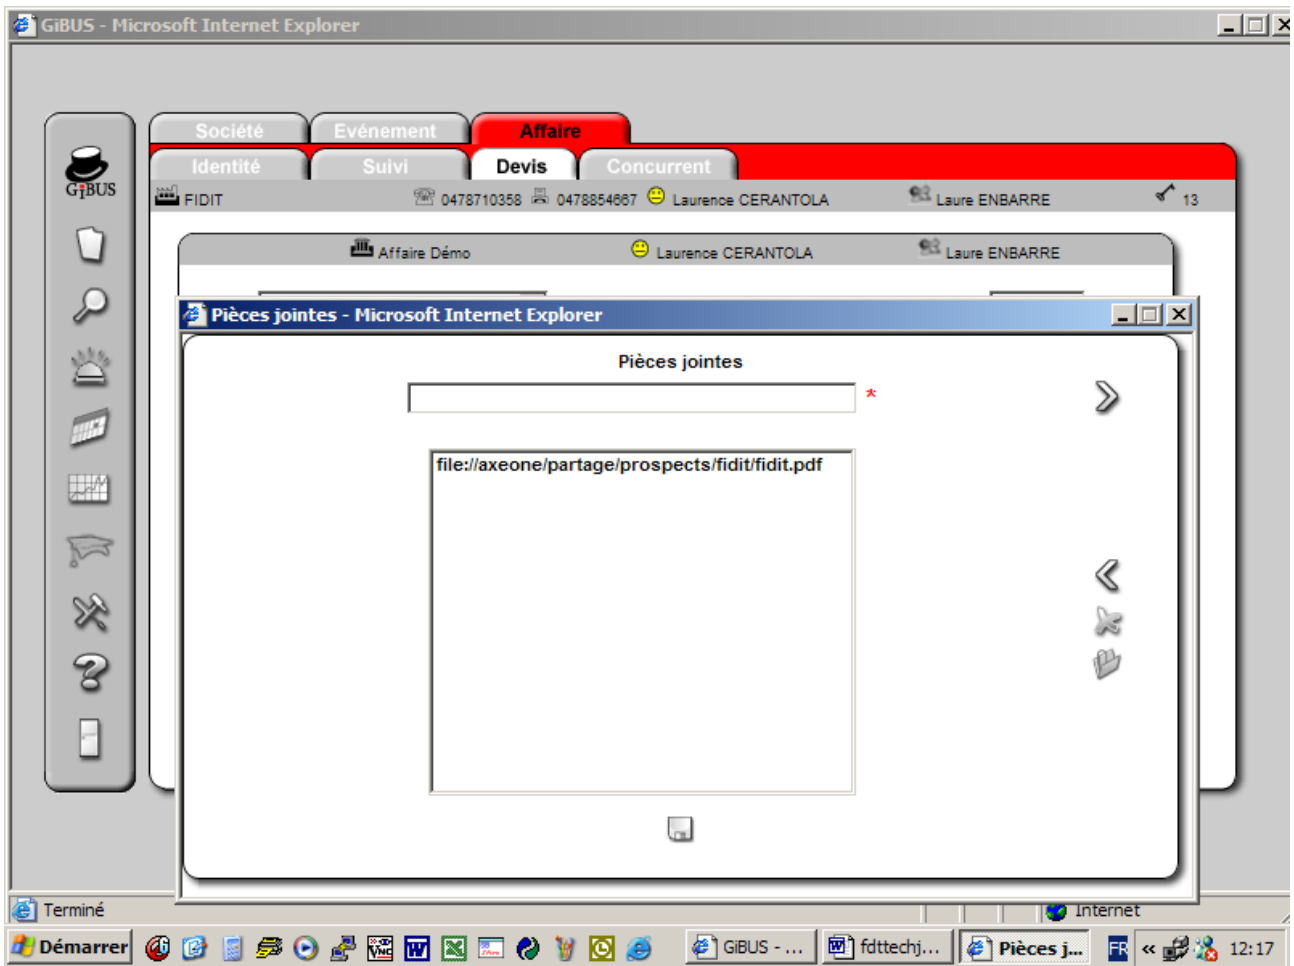 GiBUS - Microsoft Internet Explorer
Société Evénement Affaire
Identité Suivi Devis Concurrent
GiBUS
FIDIT 0478710358 0478854667 Laurence CERANTOLA Laure ENBARRE 13
Affaire Démo Laurence CERANTOLA Laure ENBARRE
Pièces jointes - Microsoft Internet Explorer
Pièces jointes
*
file://axeone/partage/prospects/fidit/fidit.pdf
Terminé Internet
Démarrer GiBUS - ... fdttechj... Pièces j... FR « 12:17